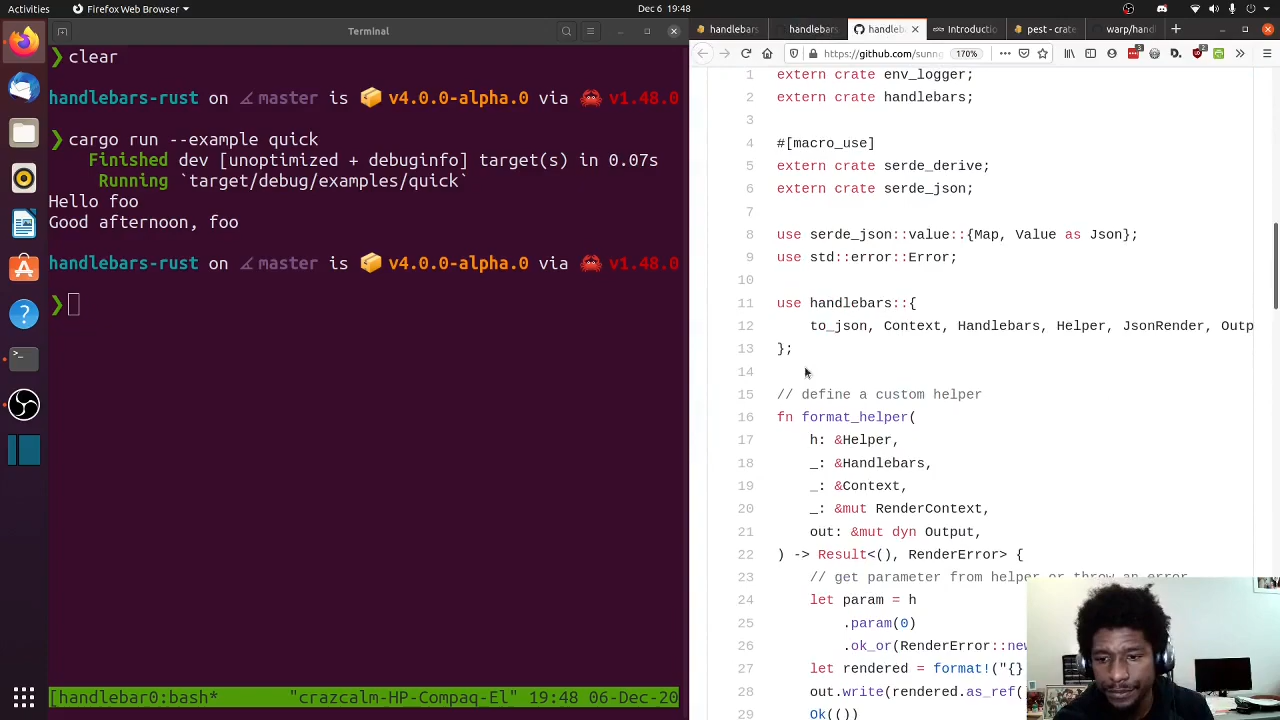 Activities
Firefox Web Browser
Dec 6 19:48
Terminal
❯ clear
handlebars-rust on master is 📦 v4.0.0-alpha.0 via 🦀 v1.48.0
❯ cargo run --example quick
Finished dev [unoptimized + debuginfo] target(s) in 0.07s
Running `target/debug/examples/quick`
Hello foo
Good afternoon, foo
handlebars-rust on master is 📦 v4.0.0-alpha.0 via 🦀 v1.48.0
❯
[handlebar0:bash* "crazcalm-HP-Compaq-El" 19:48 06-Dec-20
handlebars
handlebars
handleb
Introductio
pest - crate
warp/handl
https://github.com/sunng
170%
1 extern crate env_logger;
2 extern crate handlebars;
3
4 #[macro_use]
5 extern crate serde_derive;
6 extern crate serde_json;
7
8 use serde_json::value::{Map, Value as Json};
9 use std::error::Error;
10
11 use handlebars::{
12 to_json, Context, Handlebars, Helper, JsonRender, Outp
13 };
14
15 // define a custom helper
16 fn format_helper(
17 h: &Helper,
18 _: &Handlebars,
19 _: &Context,
20 _: &mut RenderContext,
21 out: &mut dyn Output,
22 ) -> Result<(), RenderError> {
23 // get parameter from helper or throw an error
24 let param = h
25 .param(0)
26 .ok_or(RenderError::new
27 let rendered = format!("{}
28 out.write(rendered.as_ref(
29 Ok(())